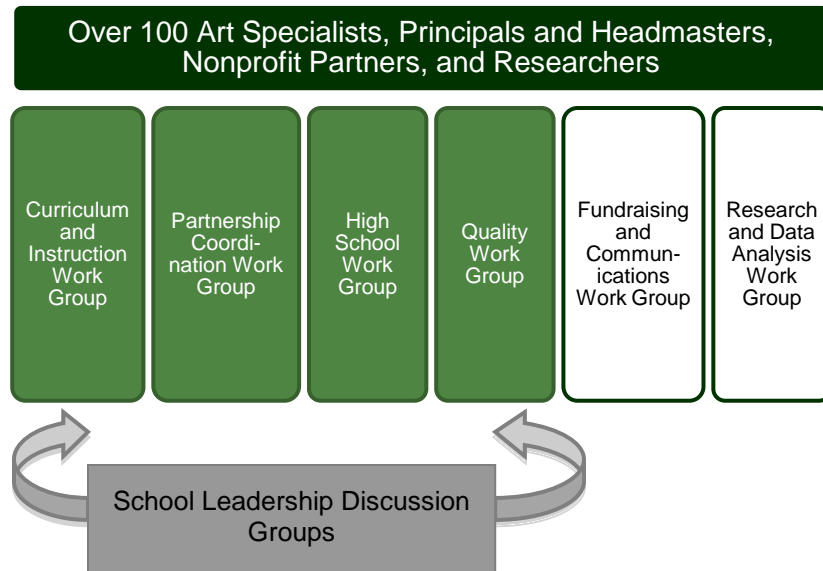 Over 100 Art Specialists, Principals and Headmasters,
Nonprofit Partners, and Researchers
Curriculum
and
Instruction
Work
Group
Partnership
Coordi-
nation Work
Group
High
School
Work
Group
Quality
Work
Group
Fundraising
and
Commun-
ications
Work Group
Research
and Data
Analysis
Work
Group
School Leadership Discussion
Groups